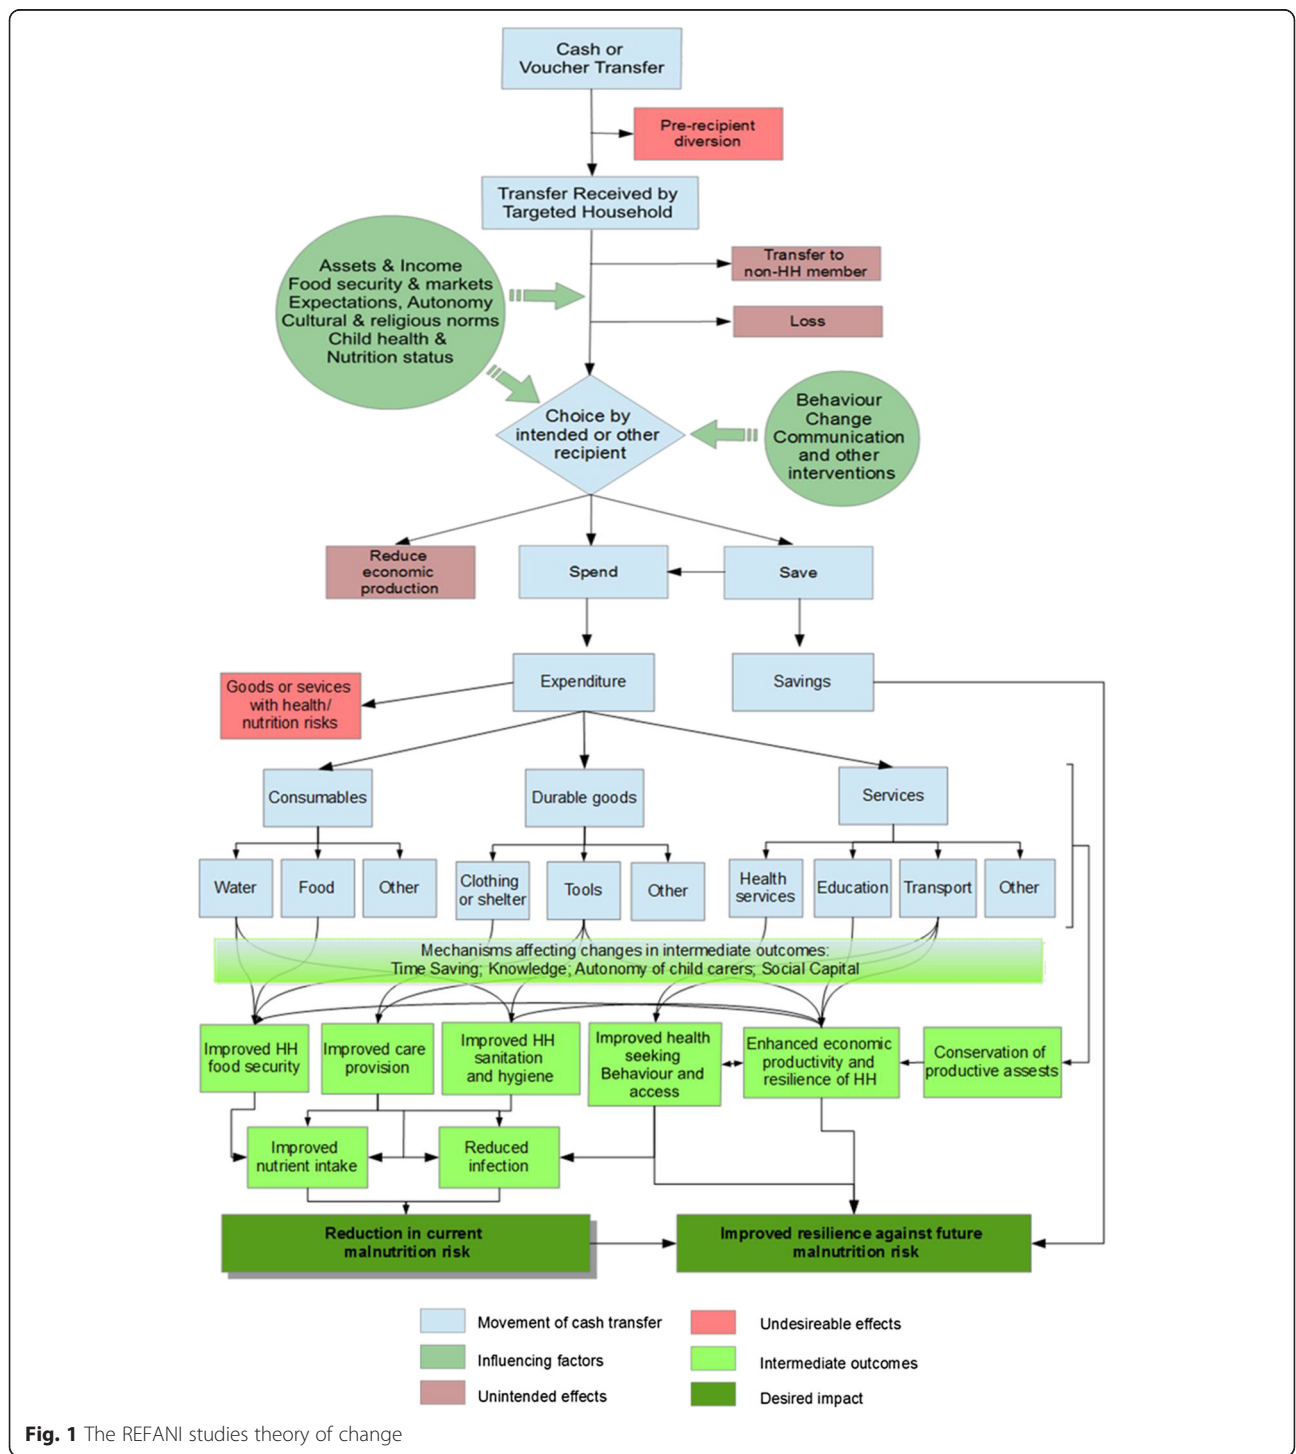 Cash or
Voucher Transfer
Pre-recipient
diversion
Transfer Received by
Targeted Household
Assets & Income
Food security & markets
Expectations, Autonomy
Cultural & religious norms
Child health &
Nutrition status
Transfer to
non-HH member
Loss
Choice by
intended or other
recipient
Behaviour
Change
Communication
and other
interventions
Reduce
economic
production
Spend
Save
Goods or sevices
with health/
nutrition risks
Expenditure
Savings
Consumables
Durable goods
Services
Water
Food
Other
Clothing
or shelter
Tools
Other
Health
services
Education
Transport
Other
Mechanisms affecting changes in intermediate outcomes:
Time Saving; Knowledge; Autonomy of child carers; Social Capital
Improved HH
food security
Improved care
provision
Improved HH
sanitation
and hygiene
Improved health
seeking
Behaviour and
access
Enhanced economic
productivity and
resilience of HH
Conservation of
productive assests
Improved
nutrient intake
Reduced
infection
Reduction in current
malnutrition risk
Improved resilience against future
malnutrition risk
Movement of cash transfer
Undesireable effects
Influencing factors
Intermediate outcomes
Unintended effects
Desired impact
Fig. 1 The REFANI studies theory of change